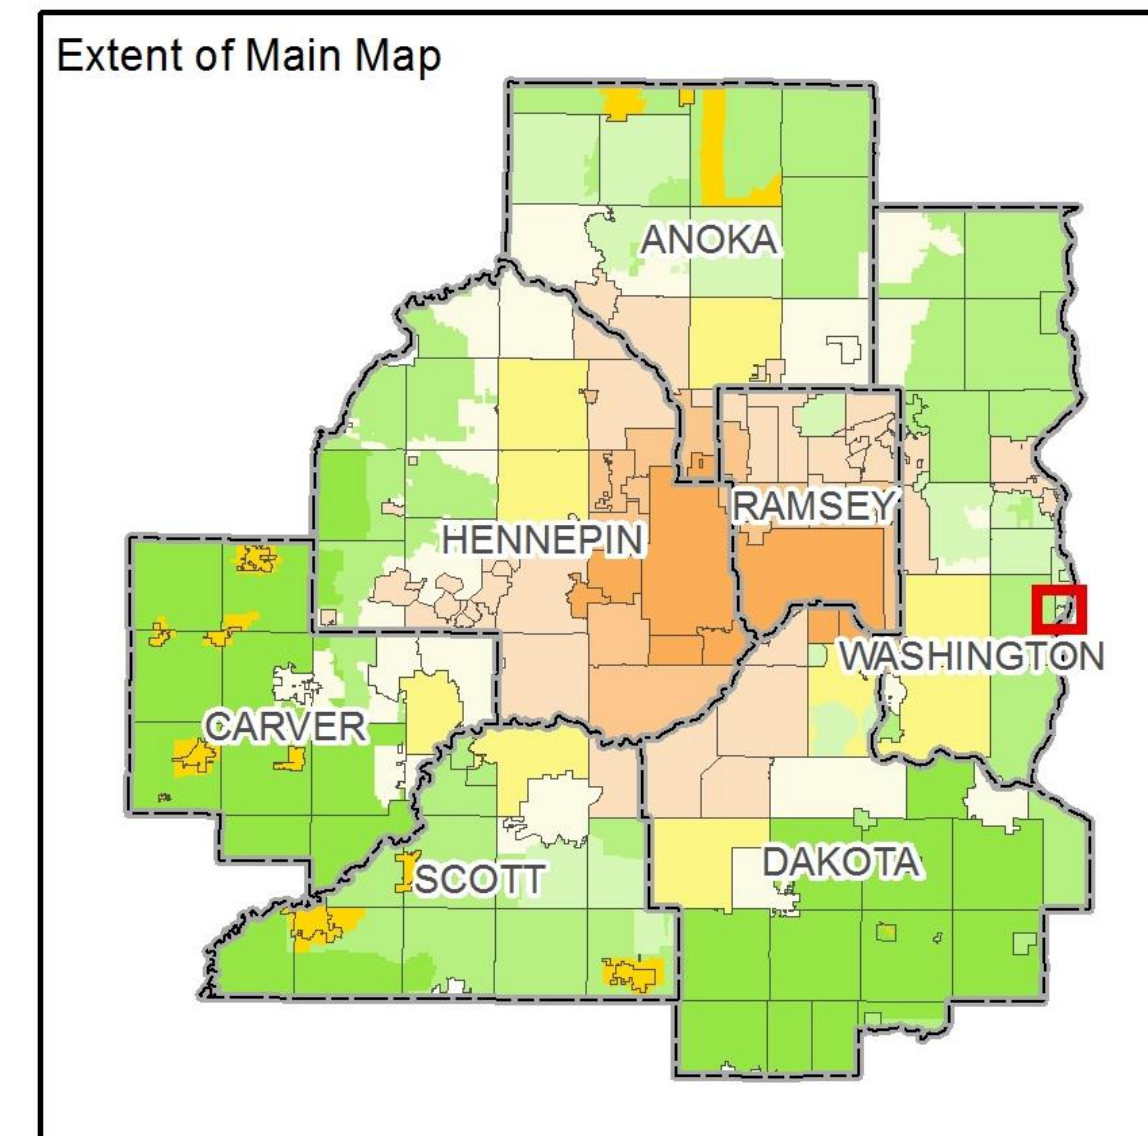 Extent of Main Map
ANOKA
RAMSEY
HENNEPIN
WASHINGTON
CARVER
DAKOTA
SCOTT